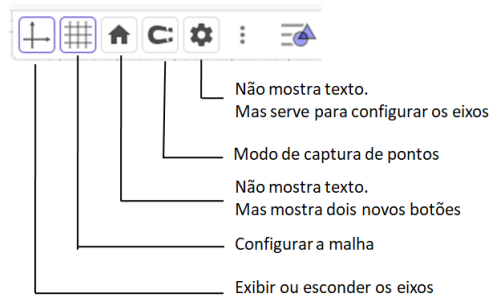 Não mostra texto.
Mas serve para configurar os eixos
Modo de captura de pontos
Não mostra texto.
Mas mostra dois novos botões
Configurar a malha
Exibir ou esconder os eixos